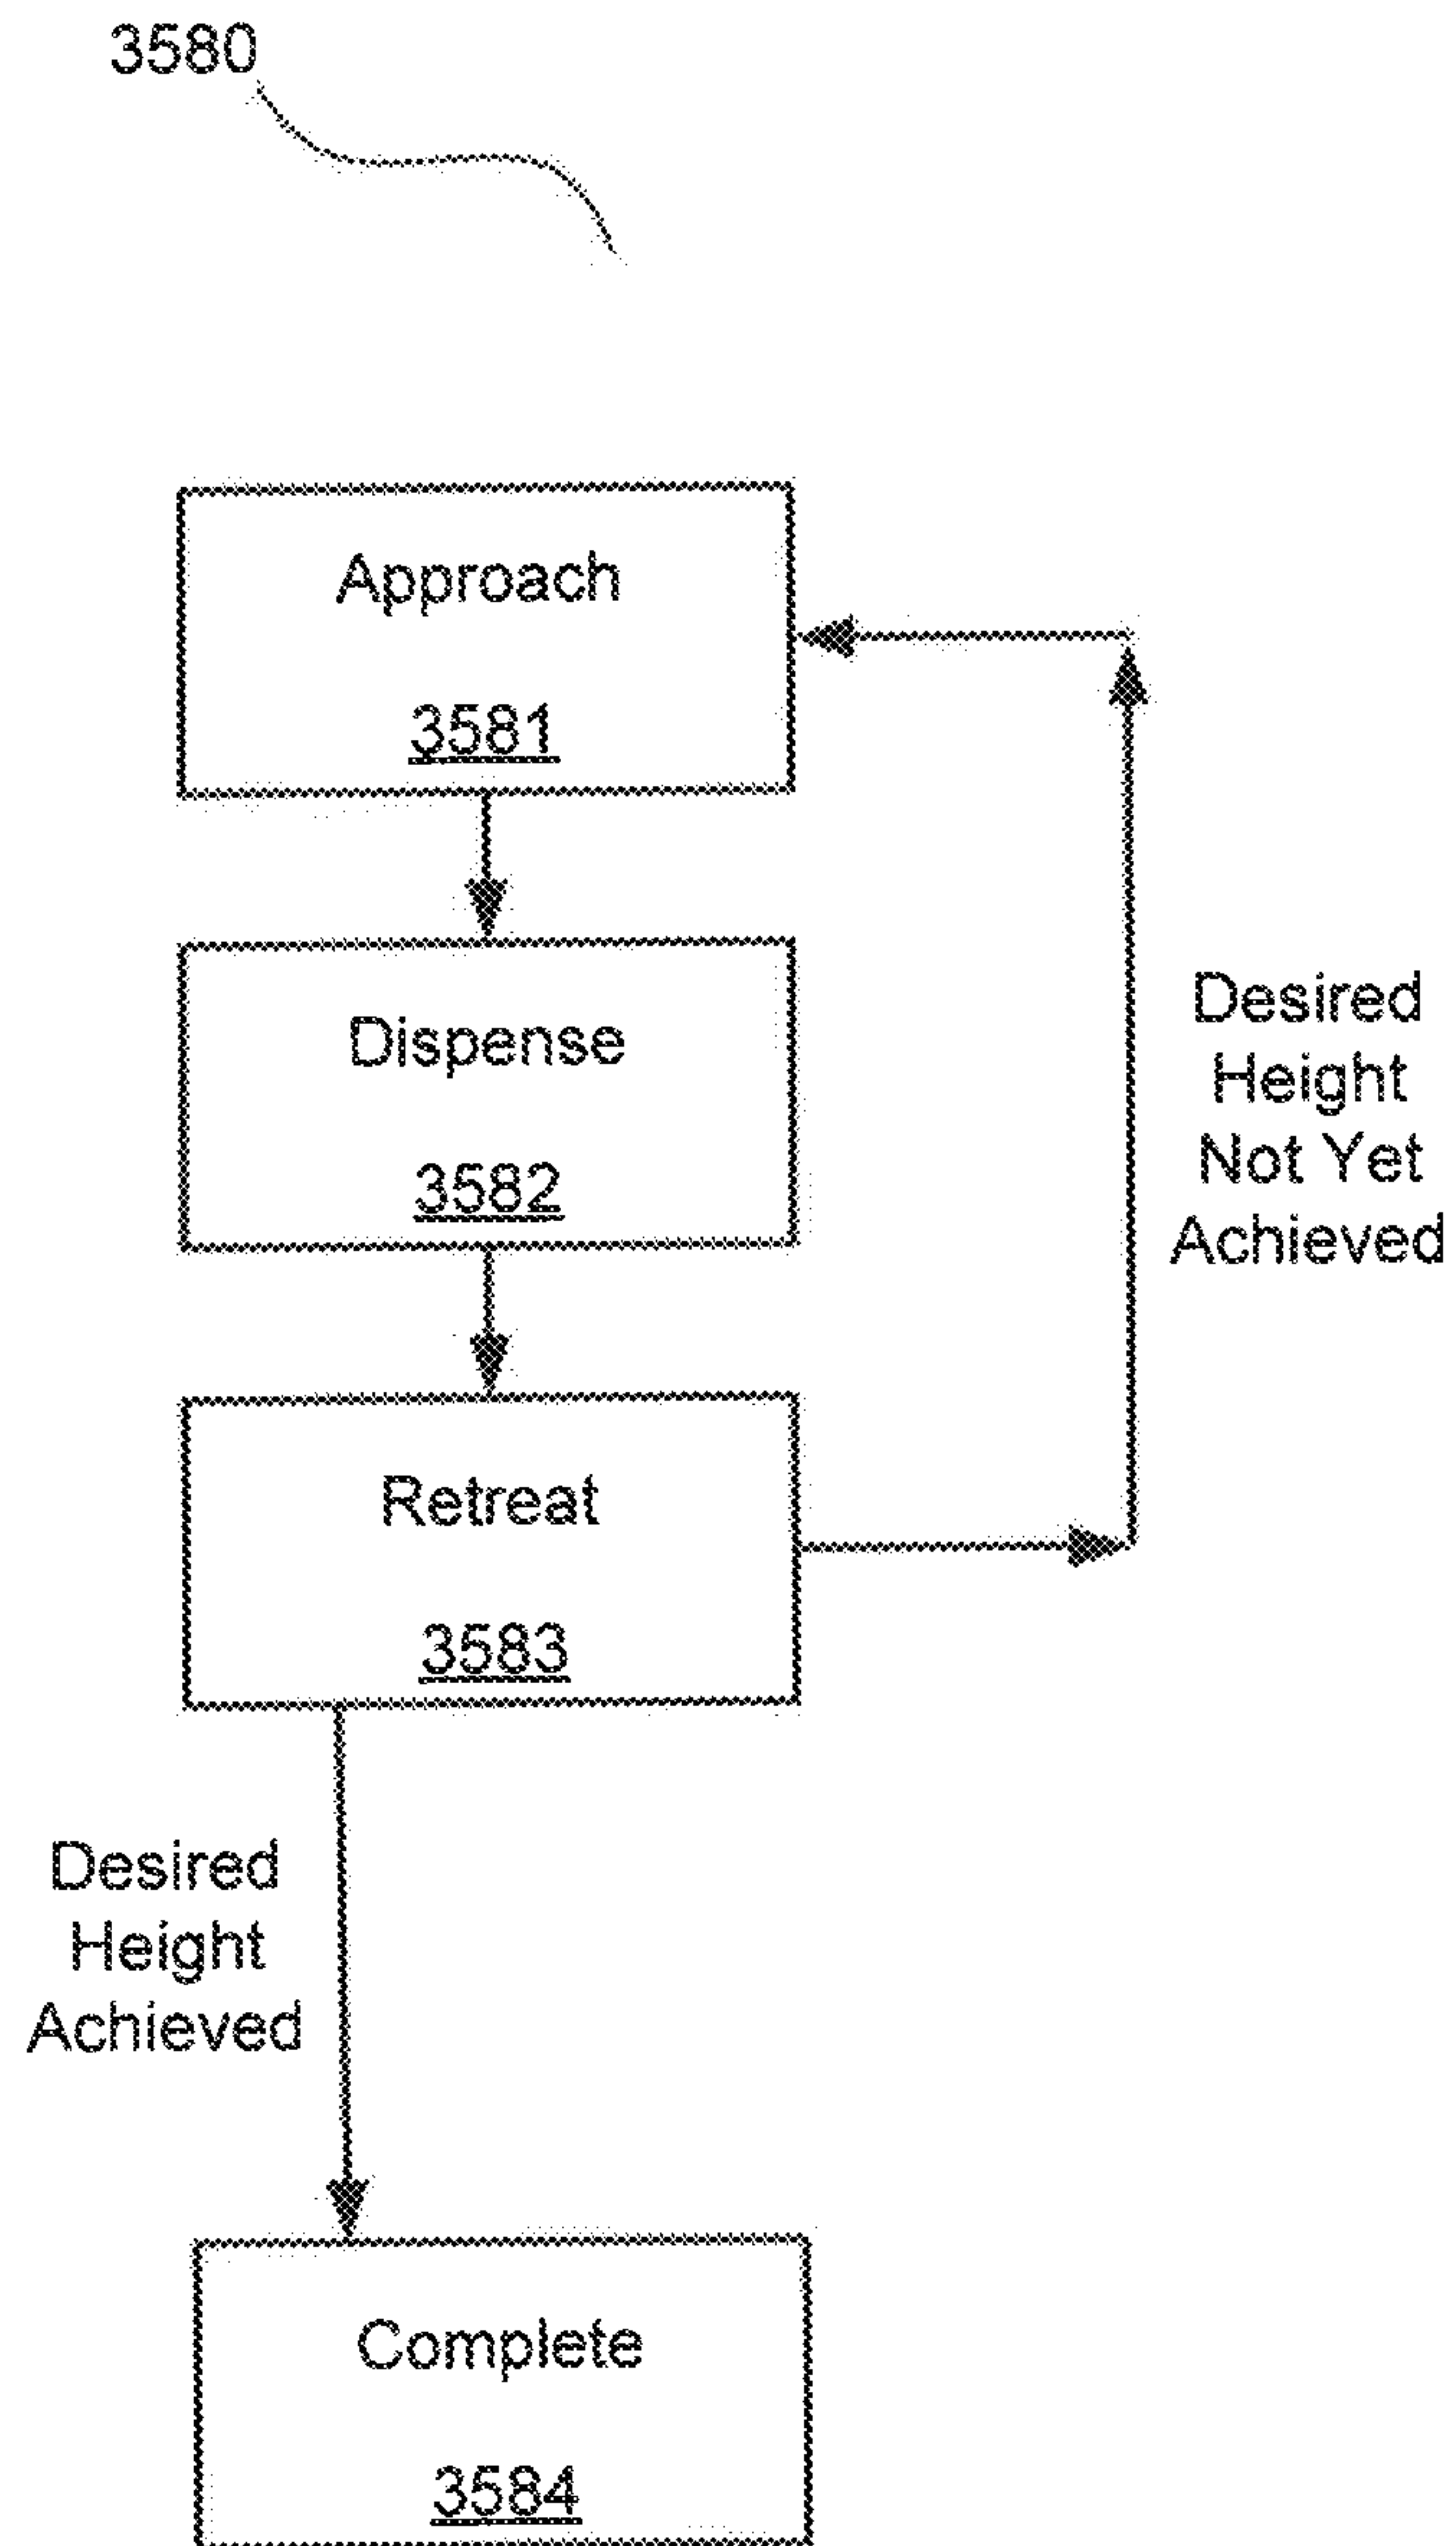 3580
Approach
3581
Dispense
3582
Desired
Height
Not Yet
Achieved
Retreat
3583
Desired
Height
Achieved
Complete
3584